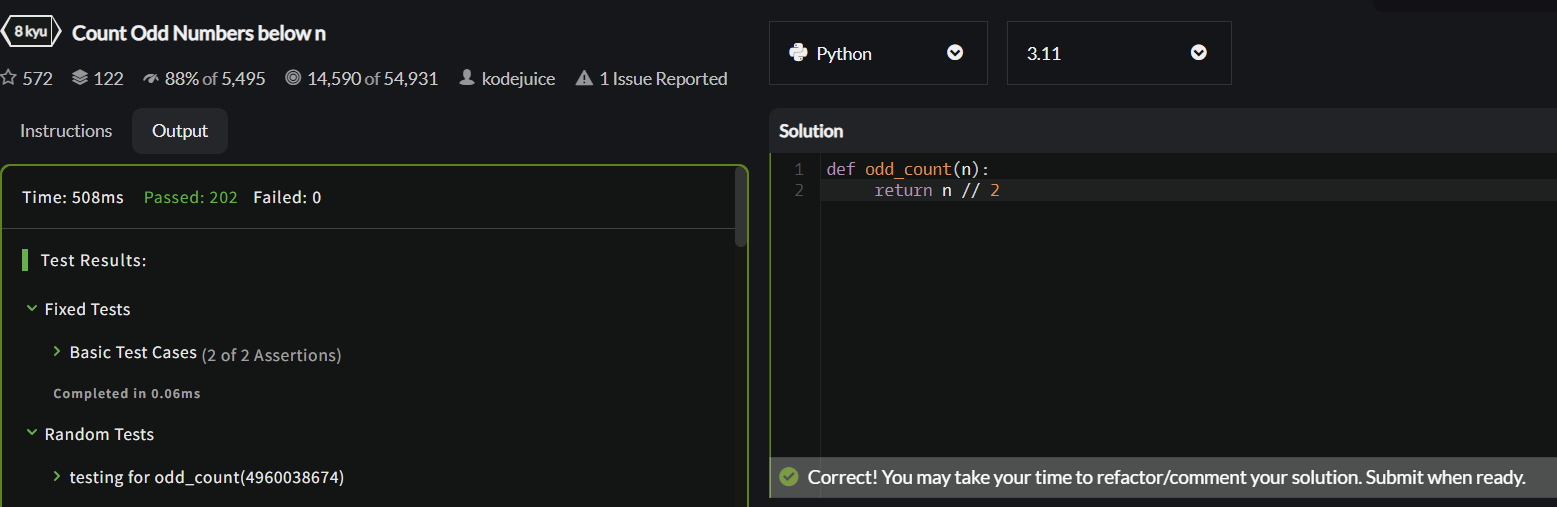 8 kyu Count Odd Numbers below n
572 122 88% of 5,495 14,590 of 54,931 kodejuice 1 Issue Reported
Instructions Output
Time: 508ms Passed: 202 Failed: 0
Test Results:
Fixed Tests
Basic Test Cases (2 of 2 Assertions)
Completed in 0.06ms
Random Tests
testing for odd_count(4960038674)
Python 3.11
Solution
1 def odd_count(n):
2 return n // 2
Correct! You may take your time to refactor/comment your solution. Submit when ready.